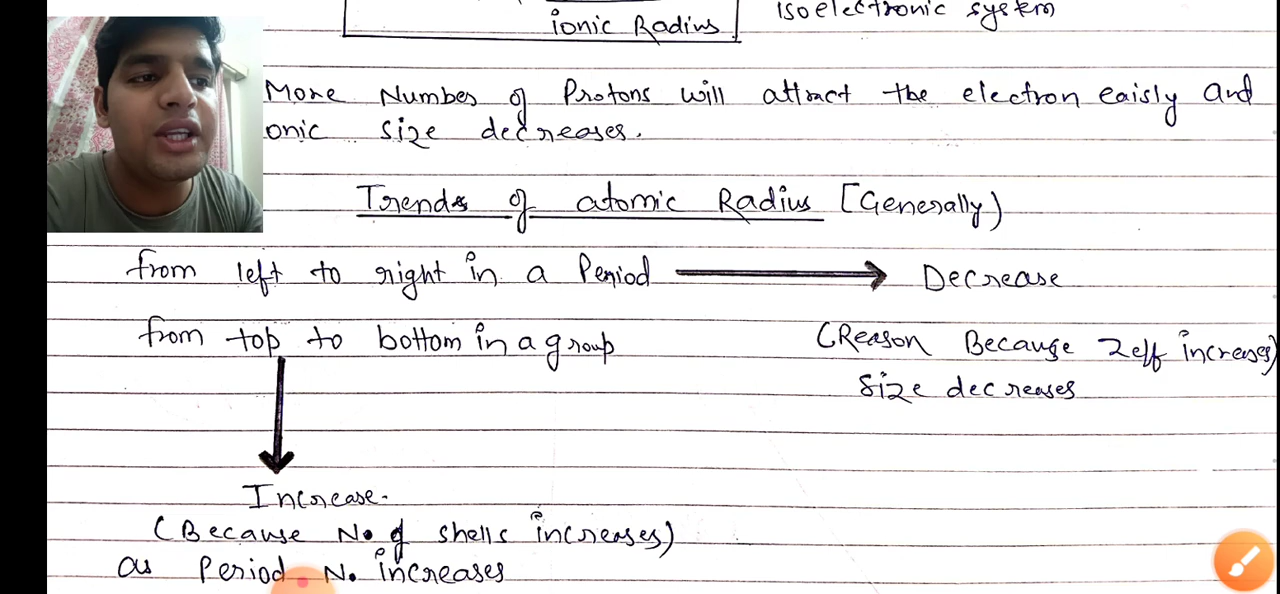 ionic Radius
isoelectronic system
More Number of Protons will attract the electron eaisly and
onic size decreases.
Trends of atomic Radius [Generally)
from left to right in a Period → Decrease
from top to bottom in a group
(Reason Because Zeff increases)
size decreases
Increase.
(Because No. of shells increases)
as Period No. increases